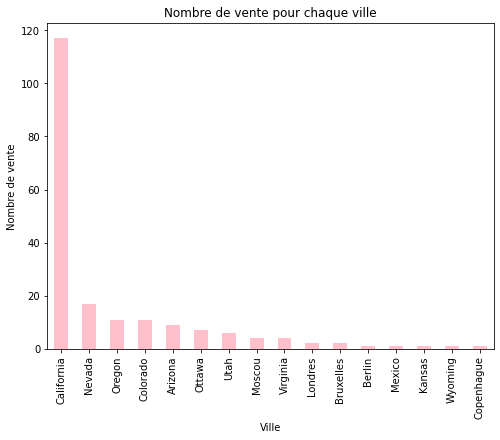 Nombre de vente pour chaque ville
120
100
80
60
40
20
0
Nombre de vente
California
Nevada
Oregon
Colorado
Arizona
Ottawa
Utah
Moscou
Virginia
Londres
Bruxelles
Berlin
Mexico
Kansas
Wyoming
Copenhague
Ville